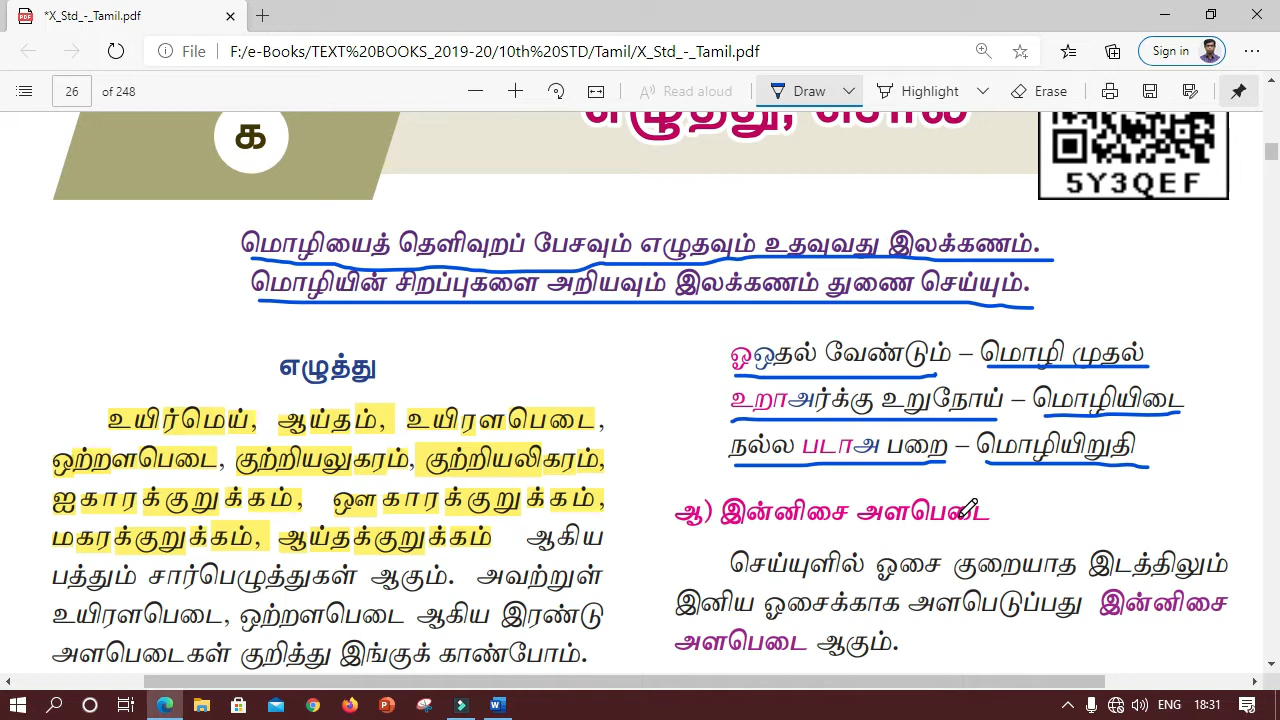 *X_Std_-_Tamil.pdf
File F:/e-Books/TEXT%20BOOKS_2019-20/10th%20STD/Tamil/X_Std_-_Tamil.pdf
Sign in
26 of 248
Read aloud
Draw
Highlight
Erase
க
எழுத்து, சொல்
5Y3QEF
மொழியைத் தெளிவுறப் பேசவும் எழுதவும் உதவுவது இலக்கணம்.
மொழியின் சிறப்புகளை அறியவும் இலக்கணம் துணை செய்யும்.
எழுத்து
உயிர்மெய், ஆய்தம், உயிரளபெடை,
ஒற்றளபெடை, குற்றியலுகரம், குற்றியலிகரம்,
ஐகாரக்குறுக்கம், ஔகாரக்குறுக்கம்,
மகரக்குறுக்கம், ஆய்தக்குறுக்கம் ஆகிய
பத்தும் சார்பெழுத்துகள் ஆகும். அவற்றுள்
உயிரளபெடை, ஒற்றளபெடை ஆகிய இரண்டு
அளபெடைகள் குறித்து இங்குக் காண்போம்.
ஓஒதல் வேண்டும் – மொழி முதல்
உறாஅர்க்கு உறுநோய் – மொழியிடை
நல்ல படாஅ பறை – மொழியிறுதி
ஆ) இன்னிசை அளபெடை
செய்யுளில் ஓசை குறையாத இடத்திலும்
இனிய ஓசைக்காக அளபெடுப்பது இன்னிசை
அளபெடை ஆகும்.
ENG 18:31